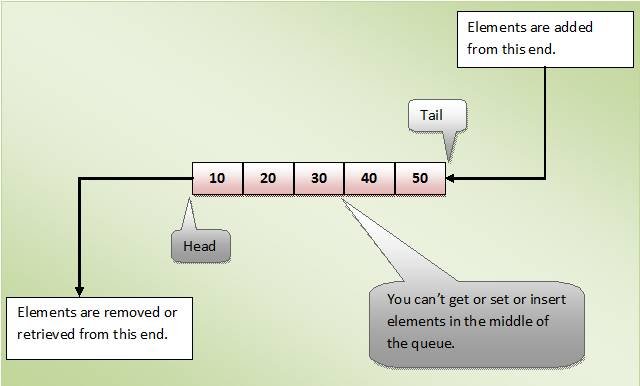 Elements are added
from this end.
Tail
10 20 30 40 50
Head
Elements are removed or
retrieved from this end.
You can't get or set or insert
elements in the middle of
the queue.